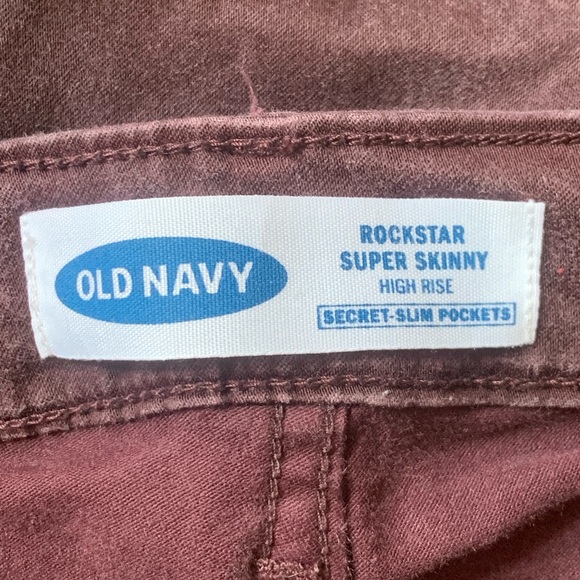 OLD NAVY
ROCKSTAR
SUPER SKINNY
HIGH RISE
SECRET-SLIM POCKETS